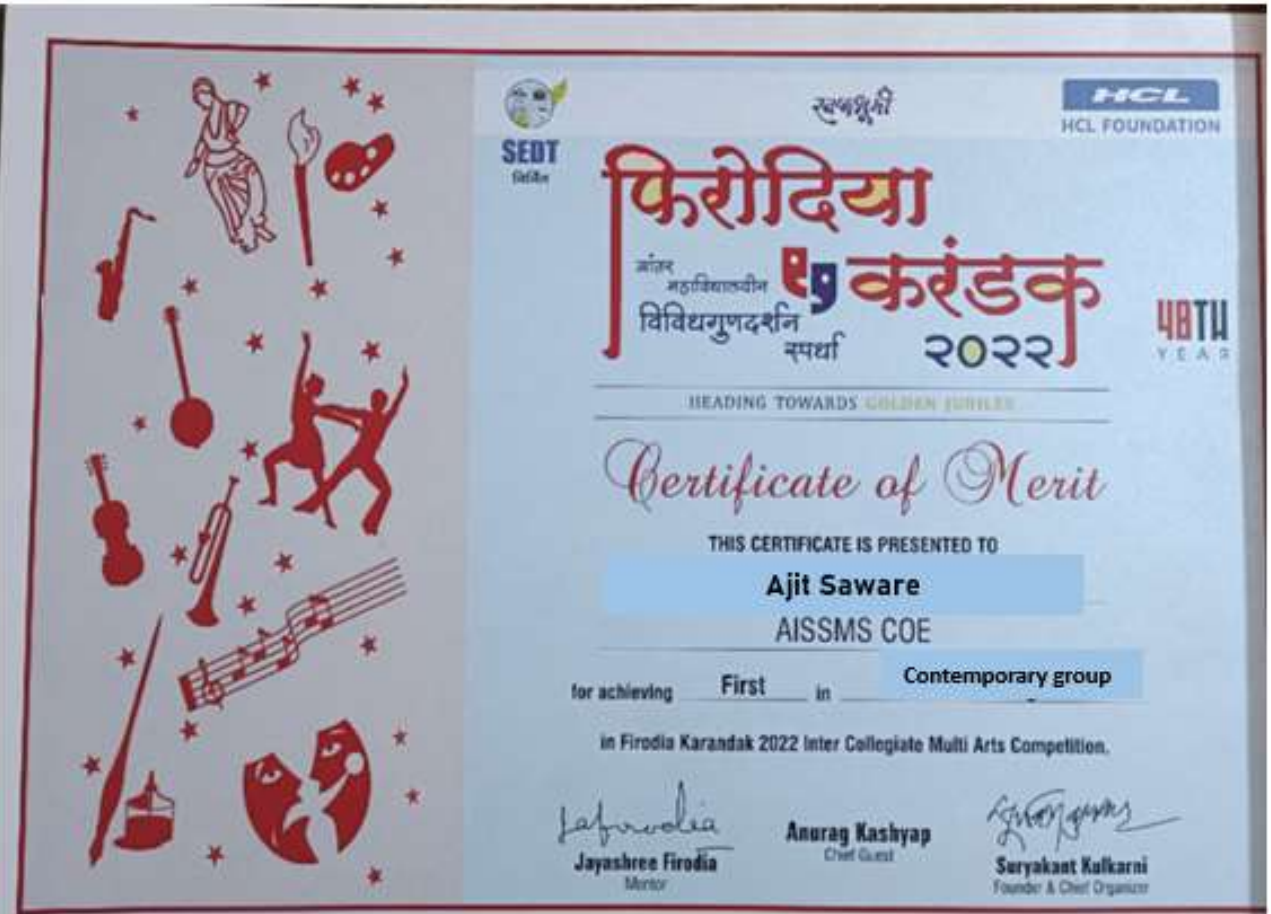 SEDT
निर्मित
स्वप्नभूमी
HCL
HCL FOUNDATION
फिरोदिया
करंडक
आंतर
महाविद्यालयीन
विविधगुणदर्शन
स्पर्धा
२०२२
48TH
YEAR
HEADING TOWARDS GOLDEN JUBILEE
Certificate of Merit
THIS CERTIFICATE IS PRESENTED TO
Ajit Saware
AISSMS COE
for achieving First in Contemporary group
in Firodia Karandak 2022 Inter Collegiate Multi Arts Competition.
Jayashree Firodia
Mentor
Anurag Kashyap
Chief Guest
Suryakant Kulkarni
Founder & Chief Organizer